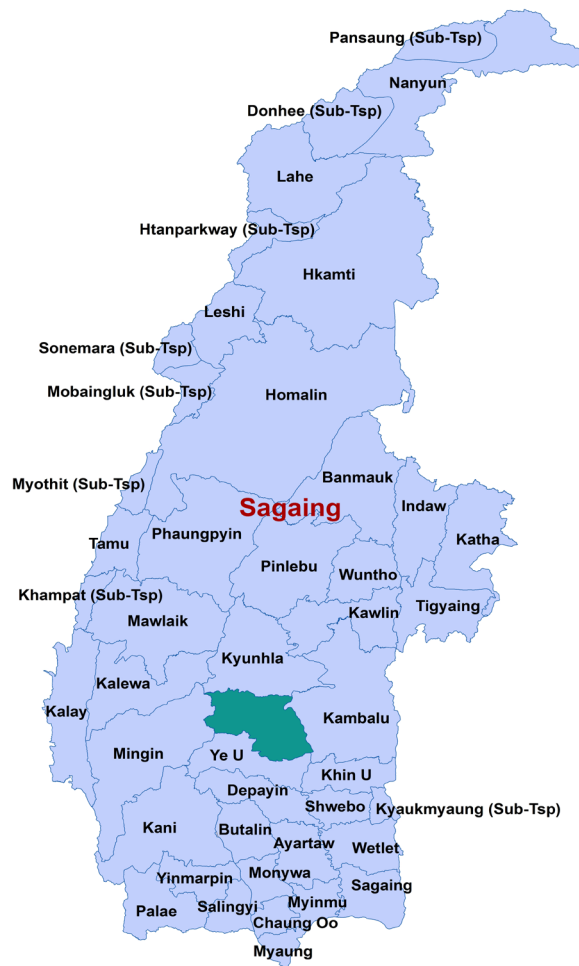 Pansaung (Sub-Tsp)
Nanyun
Donhee (Sub-Tsp)
Lahe
Htanparkway (Sub-Tsp)
Hkamti
Leshi
Sonemara (Sub-Tsp)
Mobaingluk (Sub-Tsp)
Homalin
Banmauk
Myothit (Sub-Tsp)
Sagaing
Indaw
Phaungpyin
Katha
Tamu
Pinlebu
Wuntho
Khampat (Sub-Tsp)
Tigyaing
Mawlaik
Kawlin
Kyunhla
Kalewa
Kalay
Kambalu
Mingin
Ye U
Khin U
Depayin
Shwebo
Kyaukmyaung (Sub-Tsp)
Kani
Butalin
Ayartaw
Wetlet
Monywa
Yinmarpin
Sagaing
Myinmu
Salingyi
Palae
Chaung Oo
Myaung